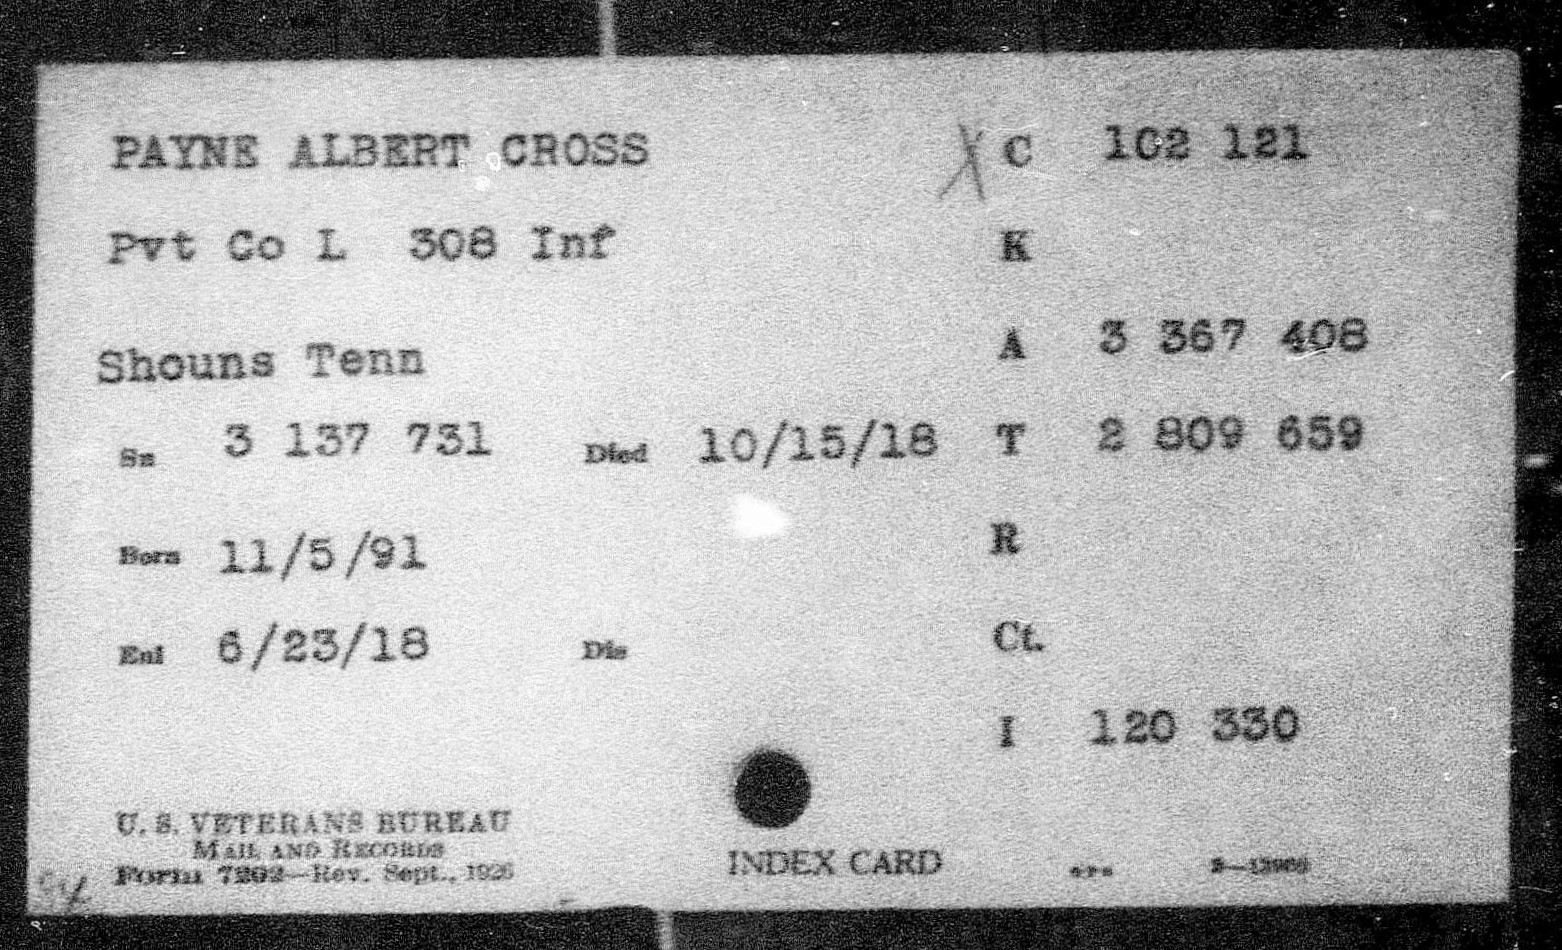 PAYNE ALBERT CROSS X C 102 121
Pvt Co L 308 Inf K
A 3 367 408
Shouns Tenn
Sn 3 137 731 Died 10/15/18 T 2 809 659
Born 11/5/91 R
Enl 6/23/18 Dis Ct.
I 120 330
U. S. VETERANS BUREAU
MAIL AND RECORDS
Form 7202—Rev. Sept., 1926
INDEX CARD